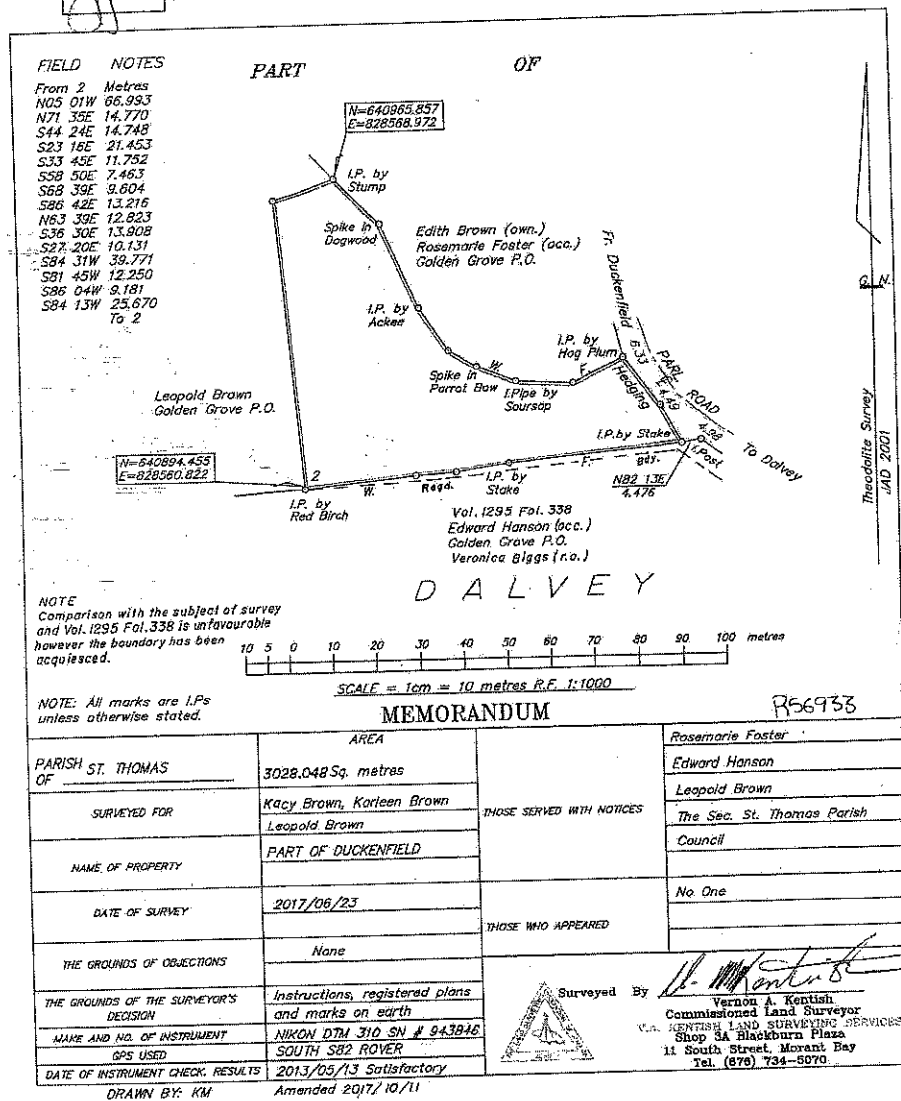 FIELD NOTES
From 2 Metres
N05 01W 66.993
N71 35E 14.770
S44 24E 14.748
S23 16E 21.453
S33 45E 11.752
S58 50E 7.463
S68 39E 9.604
S86 42E 13.216
N63 39E 12.823
S36 30E 13.908
S27 20E 10.131
S84 31W 39.771
S81 45W 12.250
S86 04W 9.181
S84 13W 25.670
To 2
PART OF
N=640965.857
E=828568.972
I.P. by
Stump
Spike in
Dogwood
Edith Brown (own.)
Rosemarie Foster (occ.)
Golden Grove P.O.
I.P. by
Ackee
Fr. Duckenfield
6.33
PARL. ROAD
4.49
4.98
To Dalvey
I.P. by
Hog Plum
F.
Hedging
W.
Spike in
Parrot Baw
I.Pipe by
Soursop
G. N.
Theodolite Survey
JAD 2001
Leopold Brown
Golden Grove P.O.
N=640894.455
E=828560.822
2
I.P. by
Red Birch
W.
Regd.
I.P. by
Stake
F.
Bdy.
I.P.by Stake
I.Post
N82 13E
4.476
Vol. 1295 Fol. 338
Edward Hanson (occ.)
Golden Grove P.O.
Veronica Biggs (r.o.)
DALVEY
NOTE
Comparison with the subject of survey
and Vol.1295 Fol.338 is unfavourable
however the boundary has been
acquiesced.
10 5 0 10 20 30 40 50 60 70 80 90 100 metres
SCALE = 1cm = 10 metres R.F. 1:1000
NOTE: All marks are I.Ps
unless otherwise stated.
MEMORANDUM
R56933
PARISH OF ST. THOMAS
AREA
3028.048 Sq. metres
SURVEYED FOR
Kacy Brown, Karleen Brown
Leopold Brown
NAME OF PROPERTY
PART OF DUCKENFIELD
DATE OF SURVEY
2017/06/23
THE GROUNDS OF OBJECTIONS
None
THE GROUNDS OF THE SURVEYOR'S
DECISION
Instructions, registered plans
and marks on earth
MAKE AND NO. OF INSTRUMENT
NIKON DTM 310 SN # 943846
GPS USED
SOUTH S82 ROVER
DATE OF INSTRUMENT CHECK. RESULTS
2013/05/13 Satisfactory
DRAWN BY: KM
Amended 2017/10/11
THOSE SERVED WITH NOTICES
Rosemarie Foster
Edward Hanson
Leopold Brown
The Sec. St. Thomas Parish
Council
THOSE WHO APPEARED
No One
Surveyed By
Vernon A. Kentish
Commissioned Land Surveyor
V.A. KENTISH LAND SURVEYING SERVICES
Shop 3A Blackburn Plaza
11 South Street, Morant Bay
Tel. (876) 734-5070